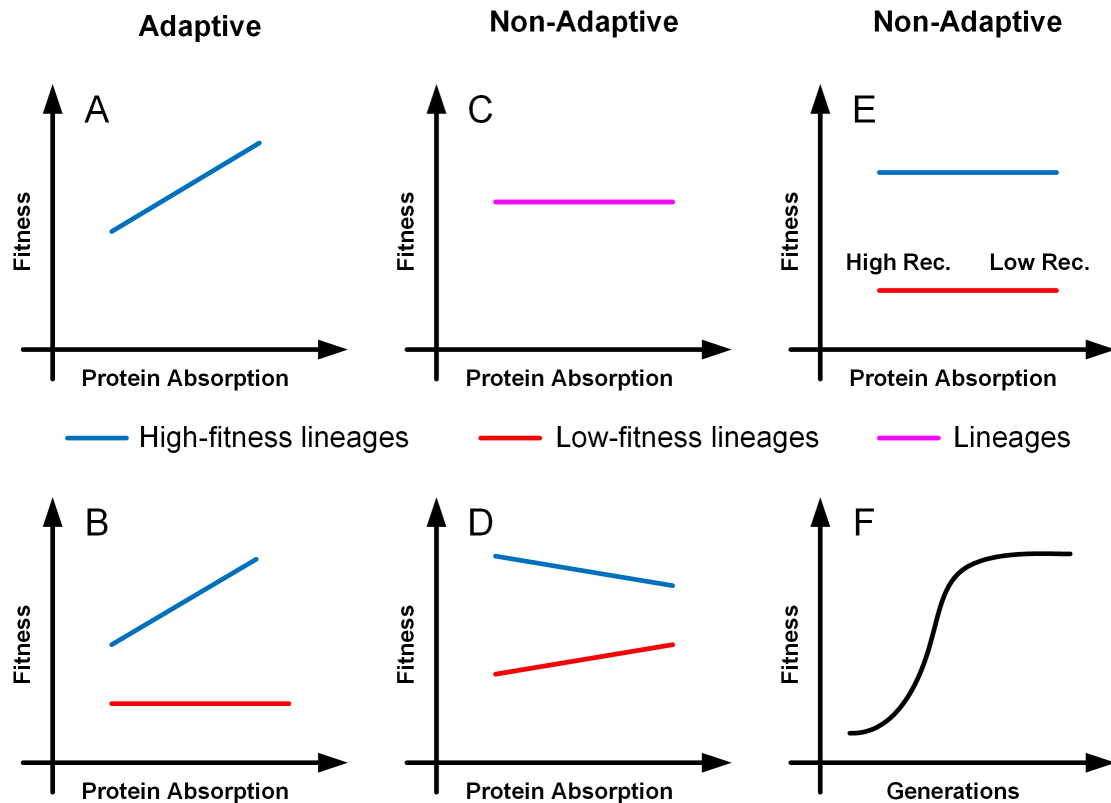 Adaptive
Non-Adaptive
Non-Adaptive
A
Fitness
Protein Absorption
C
Fitness
Protein Absorption
E
Fitness
High Rec.
Low Rec.
Protein Absorption
High-fitness lineages
Low-fitness lineages
Lineages
B
Fitness
Protein Absorption
D
Fitness
Protein Absorption
F
Fitness
Generations